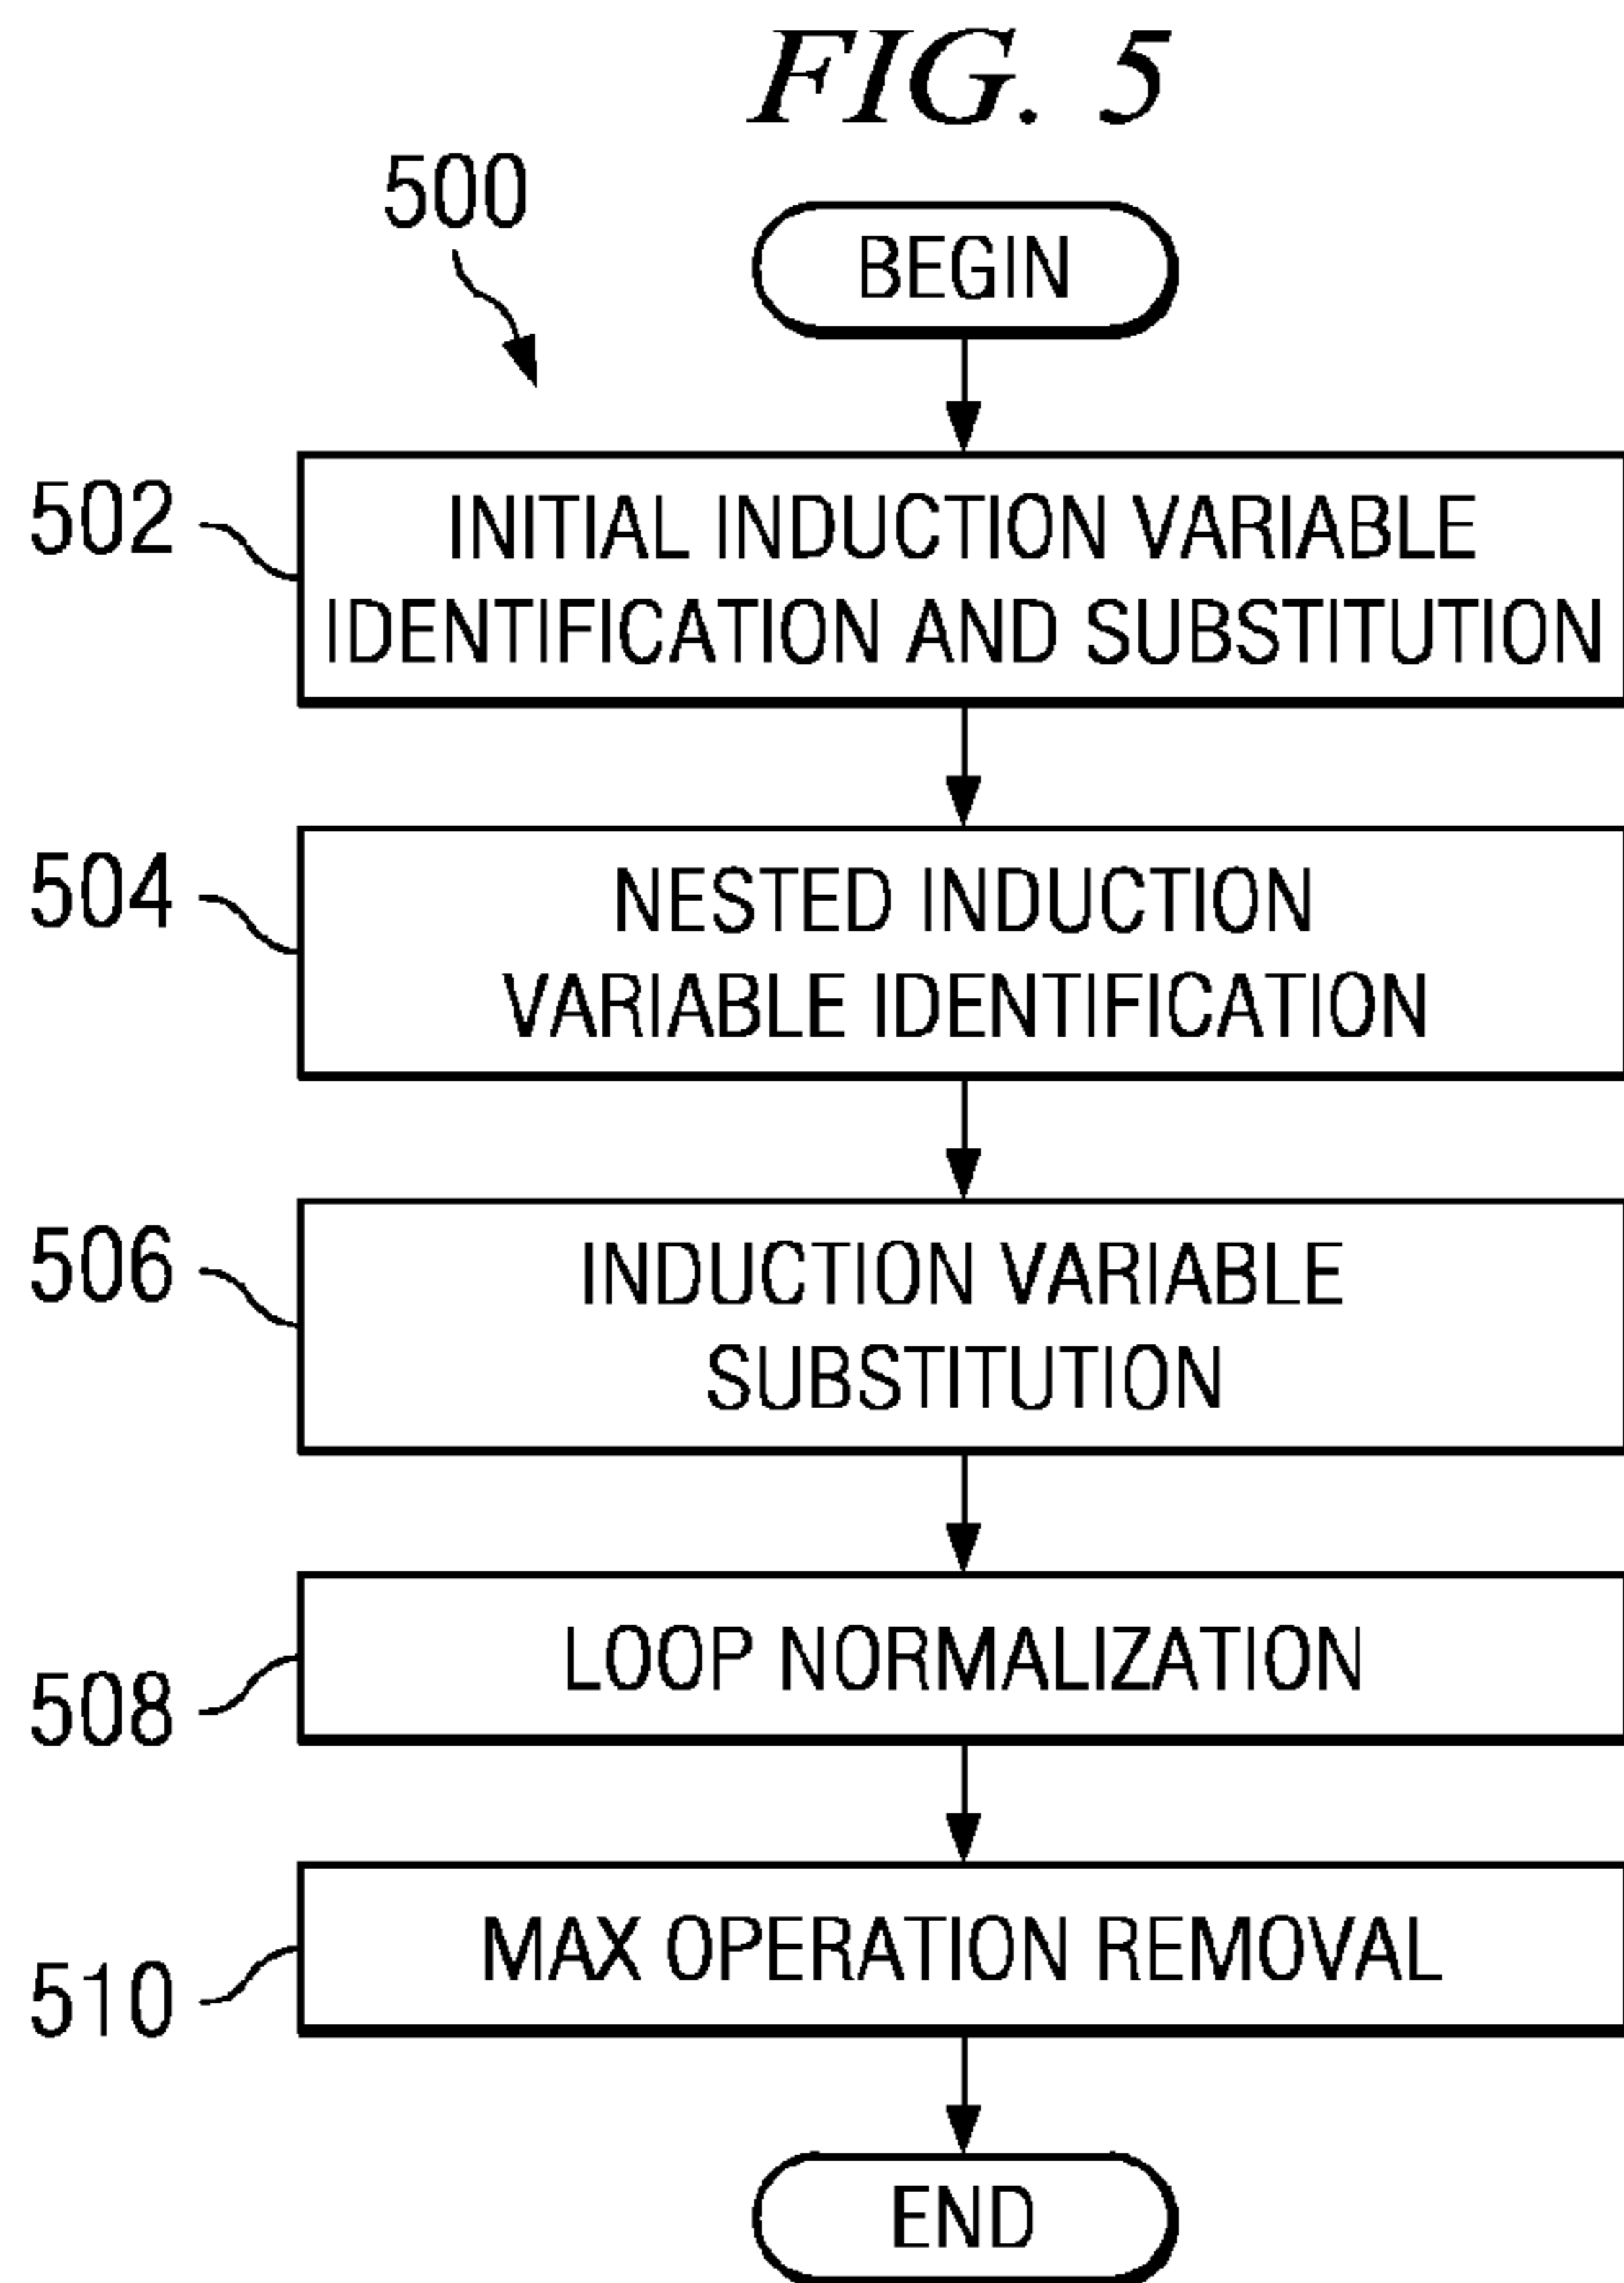 FIG. 5
500
BEGIN
502
INITIAL INDUCTION VARIABLE
IDENTIFICATION AND SUBSTITUTION
504
NESTED INDUCTION
VARIABLE IDENTIFICATION
506
INDUCTION VARIABLE
SUBSTITUTION
508
LOOP NORMALIZATION
510
MAX OPERATION REMOVAL
END